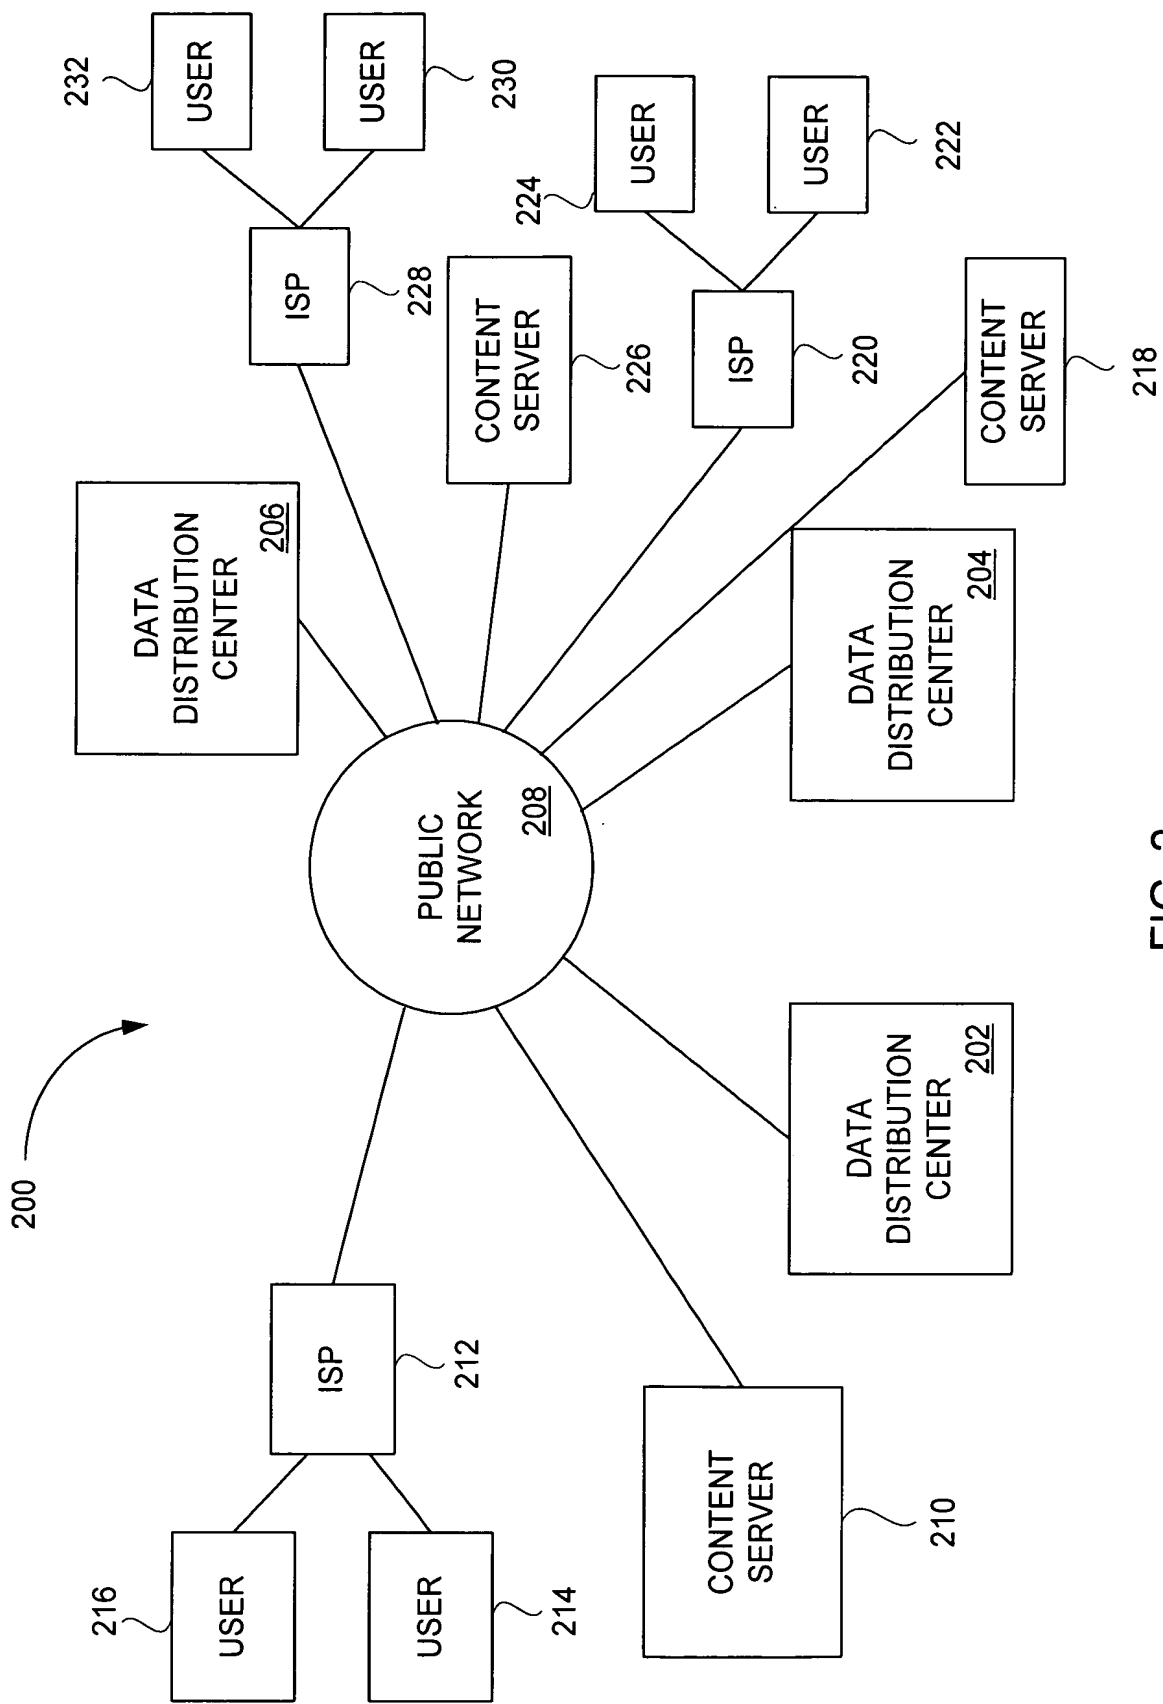 200
216
USER
USER
214
ISP
212
CONTENT
SERVER
210
PUBLIC
NETWORK
208
DATA
DISTRIBUTION
CENTER
206
DATA
DISTRIBUTION
CENTER
202
DATA
DISTRIBUTION
CENTER
204
232
USER
USER
230
ISP
228
CONTENT
SERVER
226
224
USER
USER
222
ISP
220
CONTENT
SERVER
218
FIG.